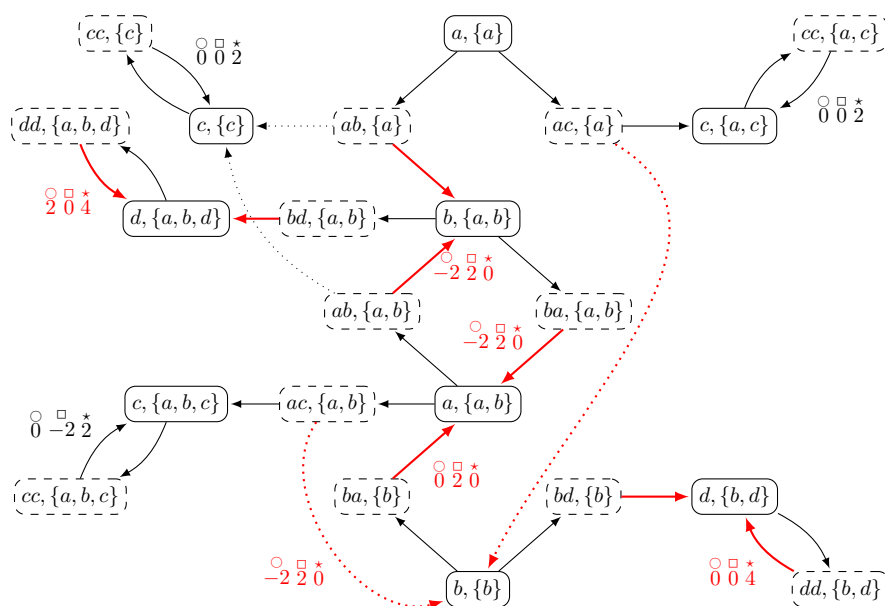 a, {a}
cc, {c}
cc, {a, c}
○ □ ⋆
0 0 2
○ □ ⋆
0 0 2
dd, {a, b, d}
c, {c}
ab, {a}
ac, {a}
c, {a, c}
○ □ ⋆
2 0 4
d, {a, b, d}
bd, {a, b}
b, {a, b}
○ □ ⋆
−2 2 0
ab, {a, b}
ba, {a, b}
○ □ ⋆
−2 2 0
c, {a, b, c}
ac, {a, b}
a, {a, b}
○ □ ⋆
0 −2 2
○ □ ⋆
0 2 0
cc, {a, b, c}
ba, {b}
bd, {b}
d, {b, d}
○ □ ⋆
−2 2 0
○ □ ⋆
0 0 4
b, {b}
dd, {b, d}